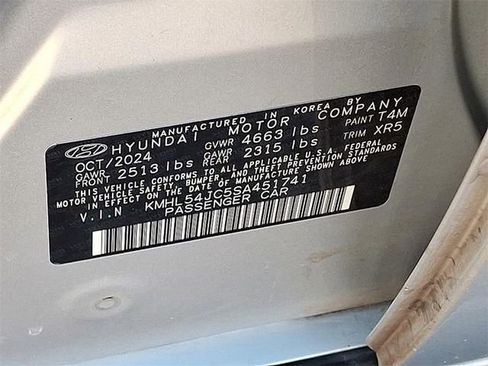 MANUFACTURED IN KOREA BY
HYUNDAI MOTOR COMPANY
OCT/2024 GVWR 4663 lbs PAINT T4M
GAWR FRONT 2513 lbs GAWR REAR 2315 lbs TRIM XR5
THIS VEHICLE CONFORMS TO ALL APPLICABLE U.S.A. FEDERAL
MOTOR VEHICLE SAFETY, BUMPER, AND THEFT PREVENTION STANDARDS
IN EFFECT ON THE DATE OF MANUFACTURE SHOWN ABOVE.
V.I.N KMHL54JC5SA451741
PASSENGER CAR